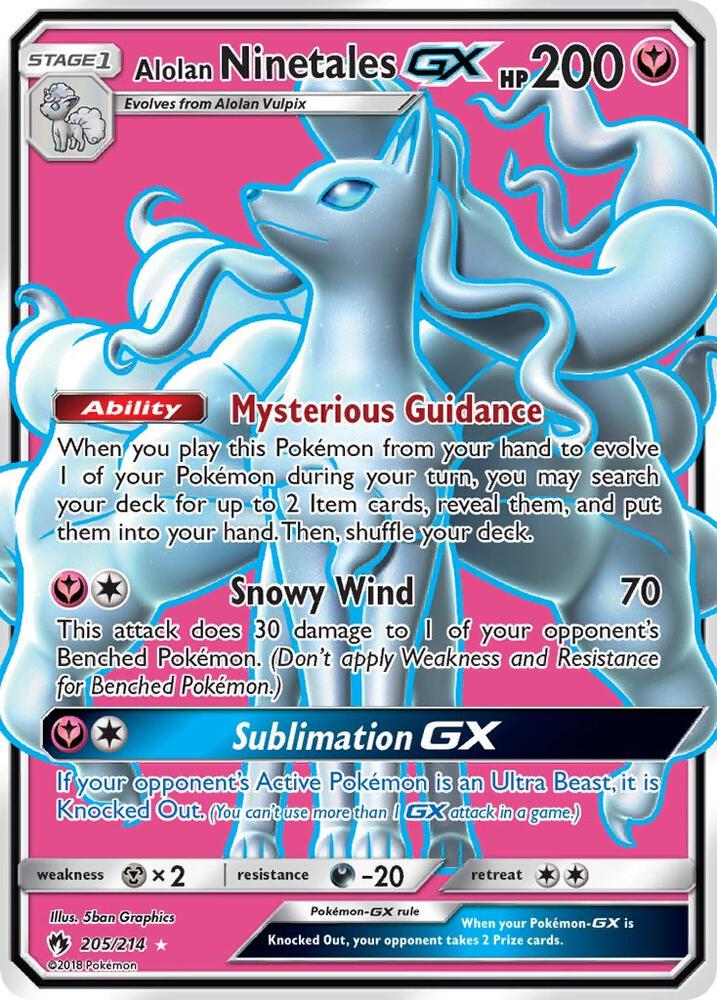 STAGE 1
Alolan Ninetales GX HP 200
Evolves from Alolan Vulpix
Ability Mysterious Guidance
When you play this Pokémon from your hand to evolve
1 of your Pokémon during your turn, you may search
your deck for up to 2 Item cards, reveal them, and put
them into your hand. Then, shuffle your deck.
Snowy Wind 70
This attack does 30 damage to 1 of your opponent's
Benched Pokémon. (Don't apply Weakness and Resistance
for Benched Pokémon.)
Sublimation GX
If your opponent's Active Pokémon is an Ultra Beast, it is
Knocked Out. (You can't use more than 1 GX attack in a game.)
weakness ×2 resistance -20 retreat
Illus. 5ban Graphics
205/214
©2018 Pokémon
Pokémon-GX rule
When your Pokémon-GX is
Knocked Out, your opponent takes 2 Prize cards.